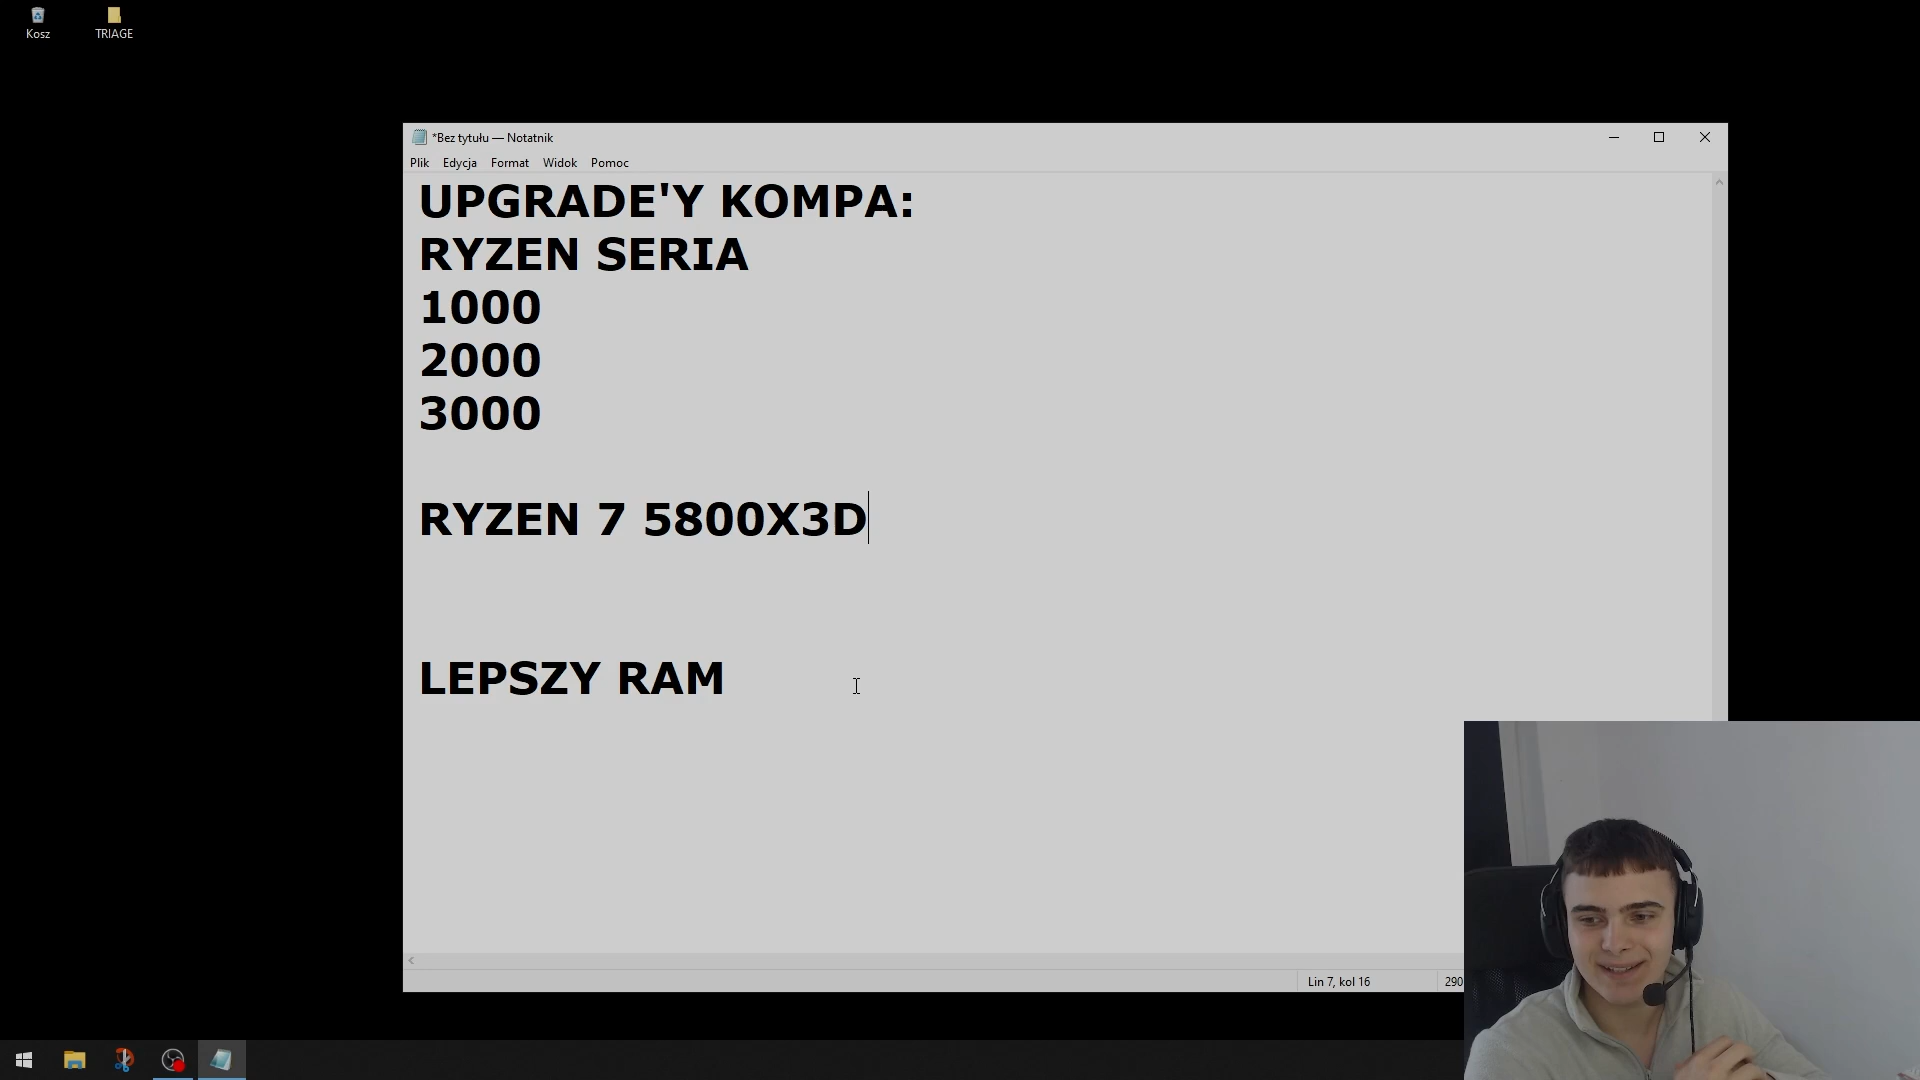 Kosz
TRIAGE
*Bez tytułu — Notatnik
Plik Edycja Format Widok Pomoc
UPGRADE'Y KOMPA:
RYZEN SERIA
1000
2000
3000
RYZEN 7 5800X3D
LEPSZY RAM
Lin 7, kol 16
290